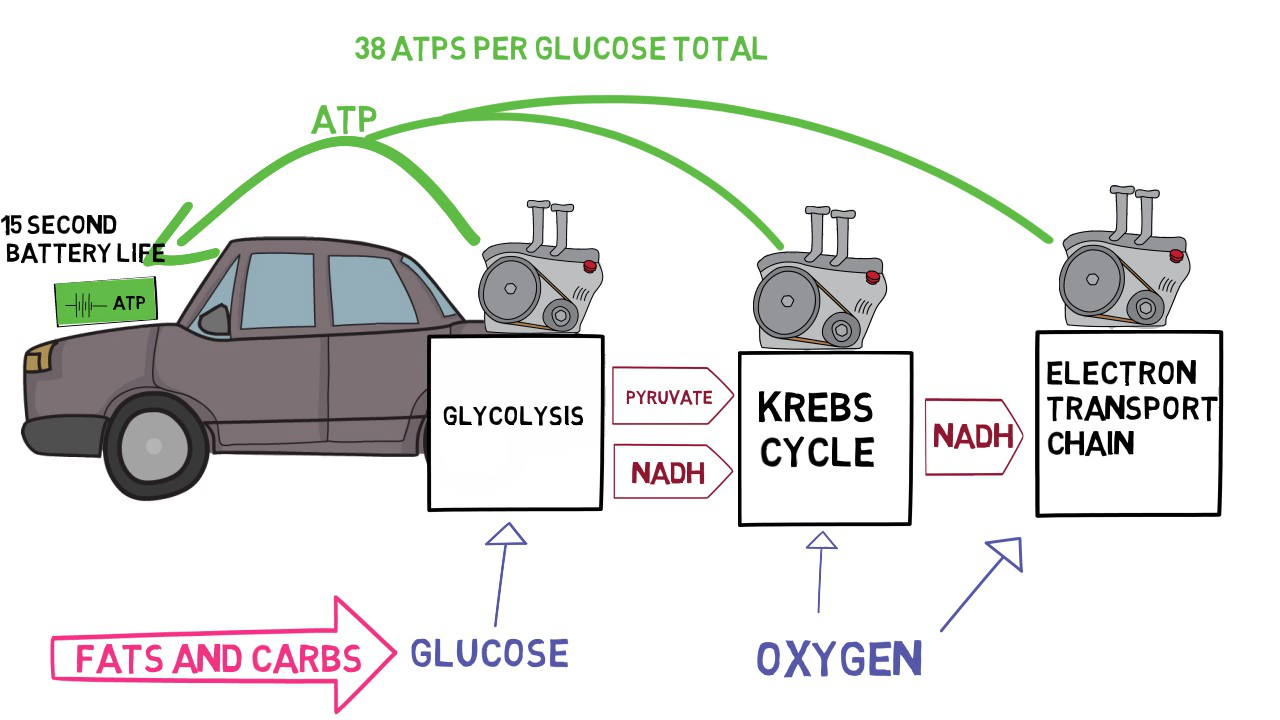 38 ATPS PER GLUCOSE TOTAL
ATP
15 SECOND
BATTERY LIFE
ATP
GLYCOLYSIS
PYRUVATE
NADH
KREBS
CYCLE
NADH
ELECTRON
TRANSPORT
CHAIN
FATS AND CARBS
GLUCOSE
OXYGEN